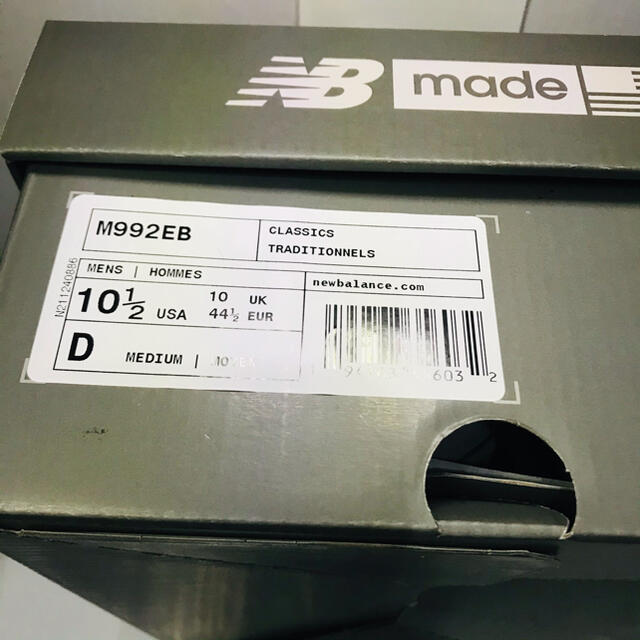 NB made
M992EB
CLASSICS
TRADITIONNELS
MENS | HOMMES
newbalance.com
10½ USA
10 UK
44½ EUR
D MEDIUM |
N211240886
603 2